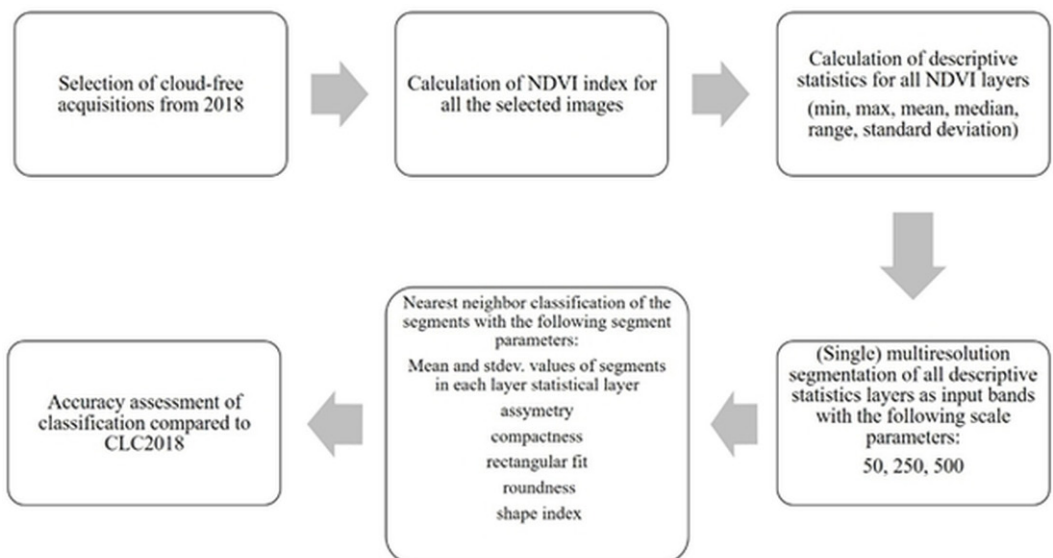 Selection of cloud-free
acquisitions from 2018
Calculation of NDVI index for
all the selected images
Calculation of descriptive
statistics for all NDVI layers
(min, max, mean, median,
range, standard deviation)
(Single) multiresolution
segmentation of all descriptive
statistics layers as input bands
with the following scale
parameters:
50, 250, 500
Nearest neighbor classification of the
segments with the following segment
parameters:
Mean and stdev. values of segments
in each layer statistical layer
assymetry
compactness
rectangular fit
roundness
shape index
Accuracy assessment of
classification compared to
CLC2018